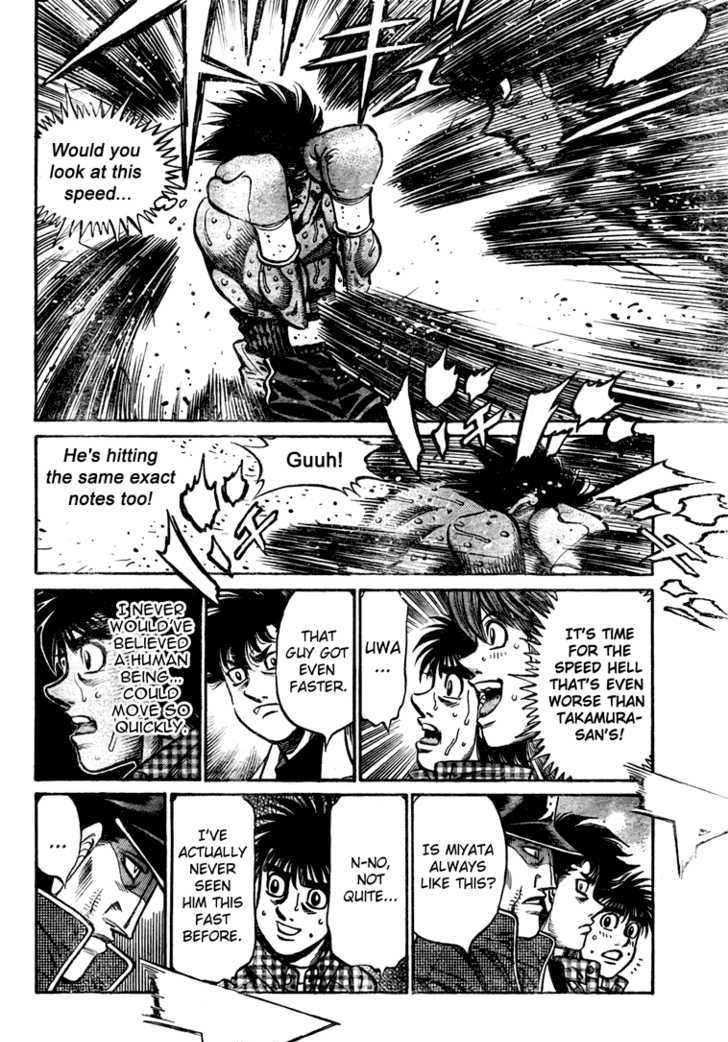 Would you
look at this
speed...
Guuh!
He's hitting
the same exact
notes too!
IT'S TIME
FOR THE
SPEED HELL
THAT'S EVEN
WORSE THAN
TAKAMURA-
SAN'S!
UWA
...
THAT
GUY GOT
EVEN
FASTER.
I NEVER
WOULD'VE
BELIEVED
A HUMAN
BEING...
COULD
MOVE SO
QUICKLY.
IS MIYATA
ALWAYS
LIKE THIS?
N-NO,
NOT
QUITE...
I'VE
ACTUALLY
NEVER
SEEN
HIM THIS
FAST
BEFORE.
...